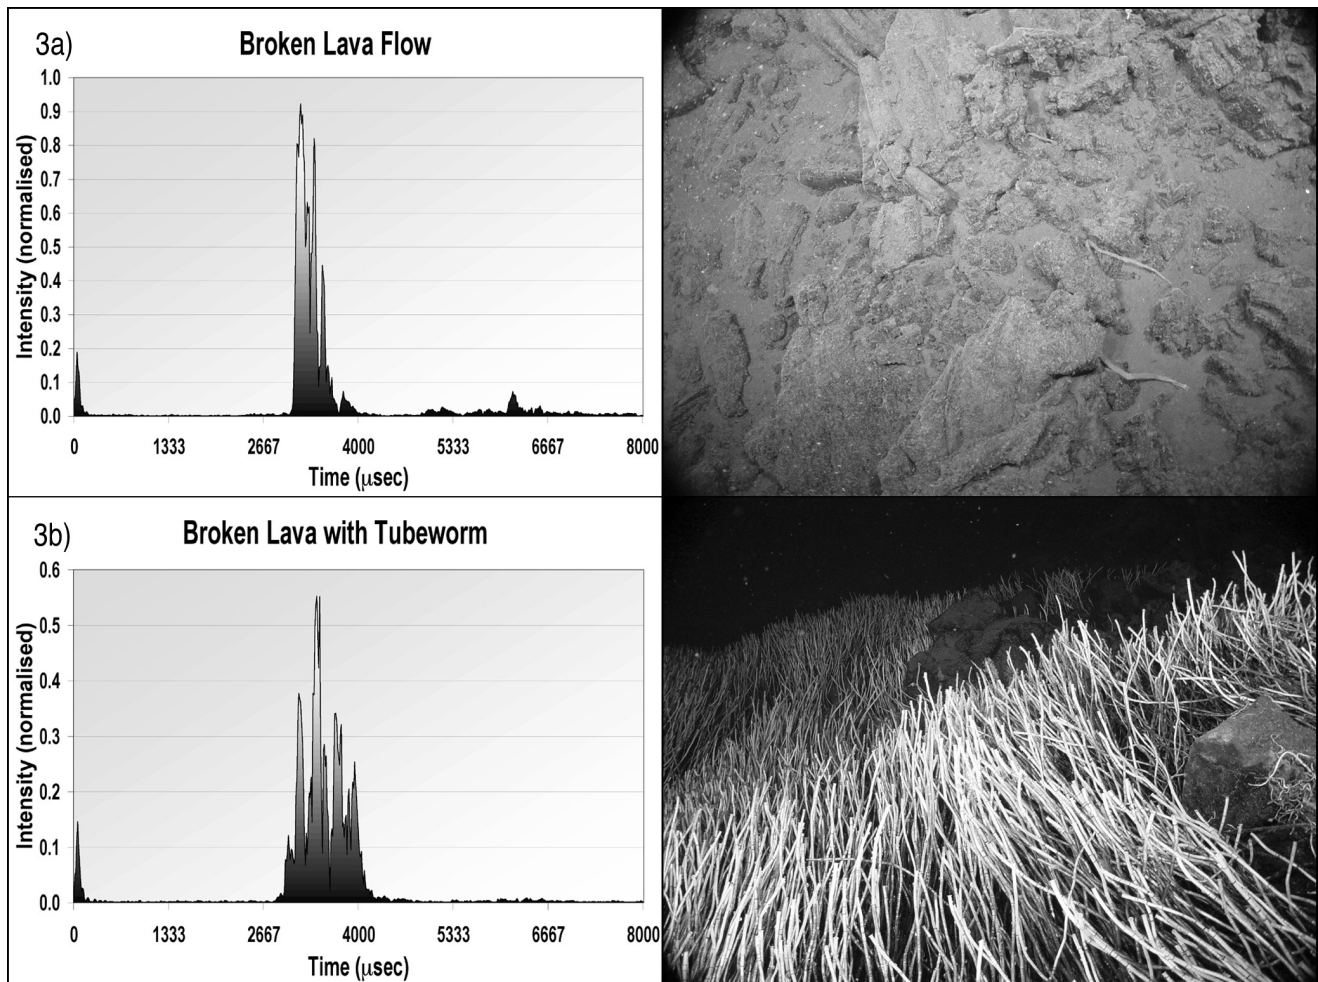 3a)
Broken Lava Flow
Intensity (normalised)
1.0
0.9
0.8
0.7
0.6
0.5
0.4
0.3
0.2
0.1
0.0
0 1333 2667 4000 5333 6667 8000
Time (μsec)
3b)
Broken Lava with Tubeworm
Intensity (normalised)
0.6
0.5
0.4
0.3
0.2
0.1
0.0
0 1333 2667 4000 5333 6667 8000
Time (μsec)